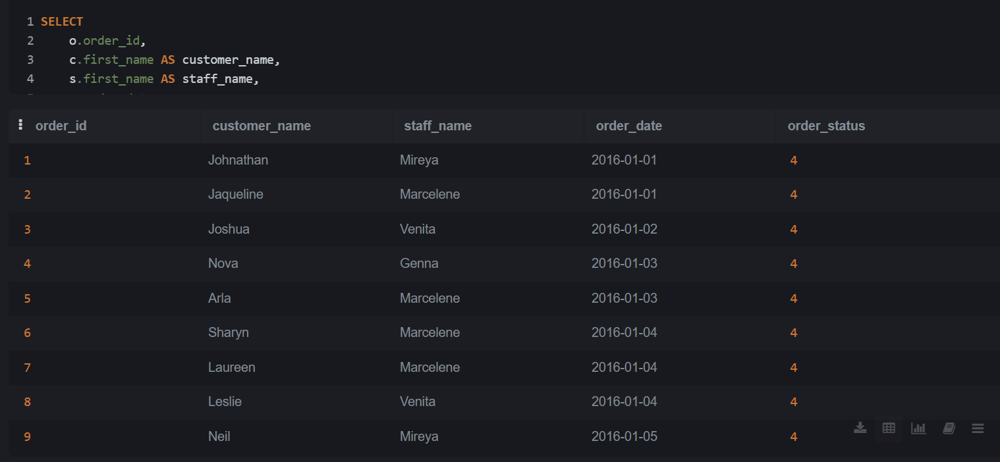 1 SELECT
2 o.order_id,
3 c.first_name AS customer_name,
4 s.first_name AS staff_name,
order_id customer_name staff_name order_date order_status
1 Johnathan Mireya 2016-01-01 4
2 Jaqueline Marcelene 2016-01-01 4
3 Joshua Venita 2016-01-02 4
4 Nova Genna 2016-01-03 4
5 Arla Marcelene 2016-01-03 4
6 Sharyn Marcelene 2016-01-04 4
7 Laureen Marcelene 2016-01-04 4
8 Leslie Venita 2016-01-04 4
9 Neil Mireya 2016-01-05 4